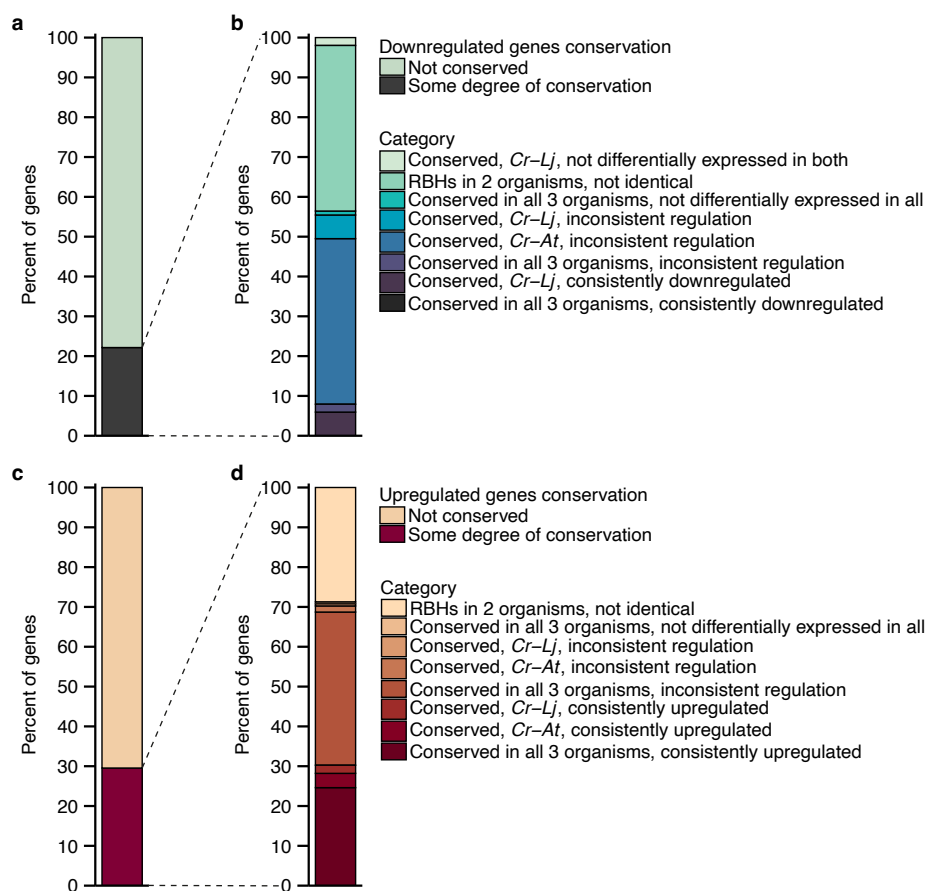 a
100
90
80
70
60
50
40
30
20
10
0
Percent of genes
b
100
90
80
70
60
50
40
30
20
10
0
Percent of genes
Downregulated genes conservation
Not conserved
Some degree of conservation
Category
Conserved, Cr–Lj, not differentially expressed in both
RBHs in 2 organisms, not identical
Conserved in all 3 organisms, not differentially expressed in all
Conserved, Cr–Lj, inconsistent regulation
Conserved, Cr–At, inconsistent regulation
Conserved in all 3 organisms, inconsistent regulation
Conserved, Cr–Lj, consistently downregulated
Conserved in all 3 organisms, consistently downregulated
c
100
90
80
70
60
50
40
30
20
10
0
Percent of genes
d
100
90
80
70
60
50
40
30
20
10
0
Percent of genes
Upregulated genes conservation
Not conserved
Some degree of conservation
Category
RBHs in 2 organisms, not identical
Conserved in all 3 organisms, not differentially expressed in all
Conserved, Cr–Lj, inconsistent regulation
Conserved, Cr–At, inconsistent regulation
Conserved in all 3 organisms, inconsistent regulation
Conserved, Cr–Lj, consistently upregulated
Conserved, Cr–At, consistently upregulated
Conserved in all 3 organisms, consistently upregulated